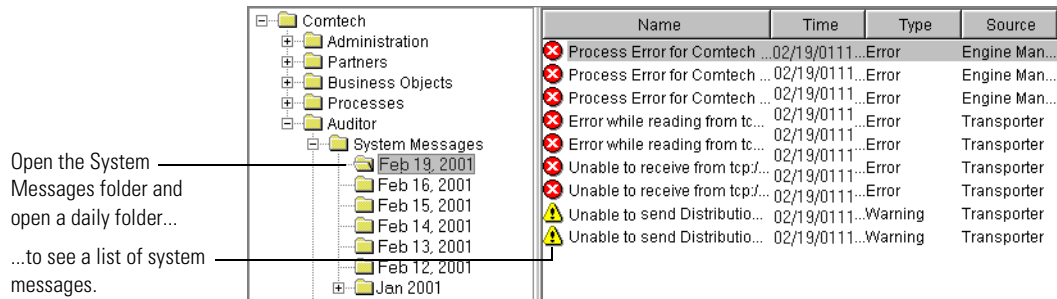 Open the System
Messages folder and
open a daily folder...
...to see a list of system
messages.
Comtech
Administration
Partners
Business Objects
Processes
Auditor
System Messages
Feb 19, 2001
Feb 16, 2001
Feb 15, 2001
Feb 14, 2001
Feb 13, 2001
Feb 12, 2001
Jan 2001
Name Time Type Source
Process Error for Comtech ... 02/19/0111... Error Engine Man...
Process Error for Comtech ... 02/19/0111... Error Engine Man...
Process Error for Comtech ... 02/19/0111... Error Engine Man...
Error while reading from tc... 02/19/0111... Error Transporter
Error while reading from tc... 02/19/0111... Error Transporter
Unable to receive from tcp:/... 02/19/0111... Error Transporter
Unable to receive from tcp:/... 02/19/0111... Error Transporter
Unable to send Distributio... 02/19/0111... Warning Transporter
Unable to send Distributio... 02/19/0111... Warning Transporter